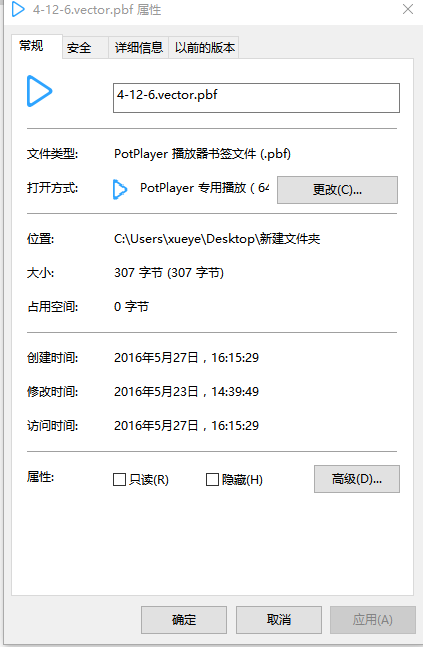 4-12-6.vector.pbf 属性
常规 安全 详细信息 以前的版本
4-12-6.vector.pbf
文件类型: PotPlayer 播放器书签文件 (.pbf)
打开方式: PotPlayer 专用播放 ( 64 更改(C)...
位置: C:\Users\xueye\Desktop\新建文件夹
大小: 307 字节 (307 字节)
占用空间: 0 字节
创建时间: 2016年5月27日，16:15:29
修改时间: 2016年5月23日，14:39:49
访问时间: 2016年5月27日，16:15:29
属性: 只读(R) 隐藏(H) 高级(D)...
确定 取消 应用(A)